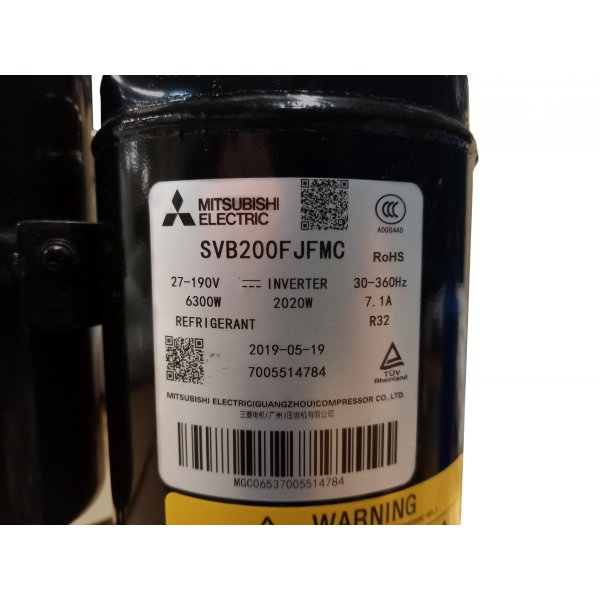 MITSUBISHI
ELECTRIC
CCC
A000440
SVB200FJFMC
RoHS
27-190V ⎓ INVERTER 30-360Hz
6300W 2020W 7.1A
REFRIGERANT R32
2019-05-19
7005514784
TÜV
Rheinland
MITSUBISHI ELECTRIC(GUANGZHOU)COMPRESSOR CO.,LTD.
三菱电机(广州)压缩机有限公司
MGC06537005514784
WARNING